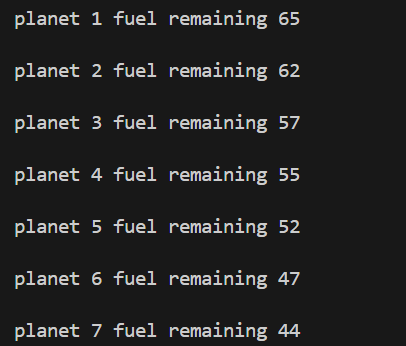 planet 1 fuel remaining 65
planet 2 fuel remaining 62
planet 3 fuel remaining 57
planet 4 fuel remaining 55
planet 5 fuel remaining 52
planet 6 fuel remaining 47
planet 7 fuel remaining 44